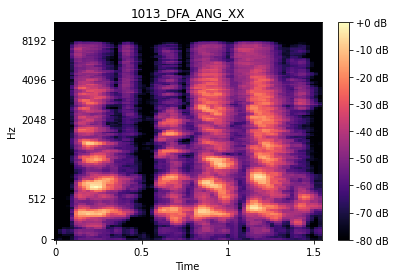 1013_DFA_ANG_XX
+0 dB
8192
-10 dB
4096
-20 dB
-30 dB
2048
-40 dB
Hz
1024
-50 dB
512
-60 dB
-70 dB
0
-80 dB
0
0.5
1
1.5
Time